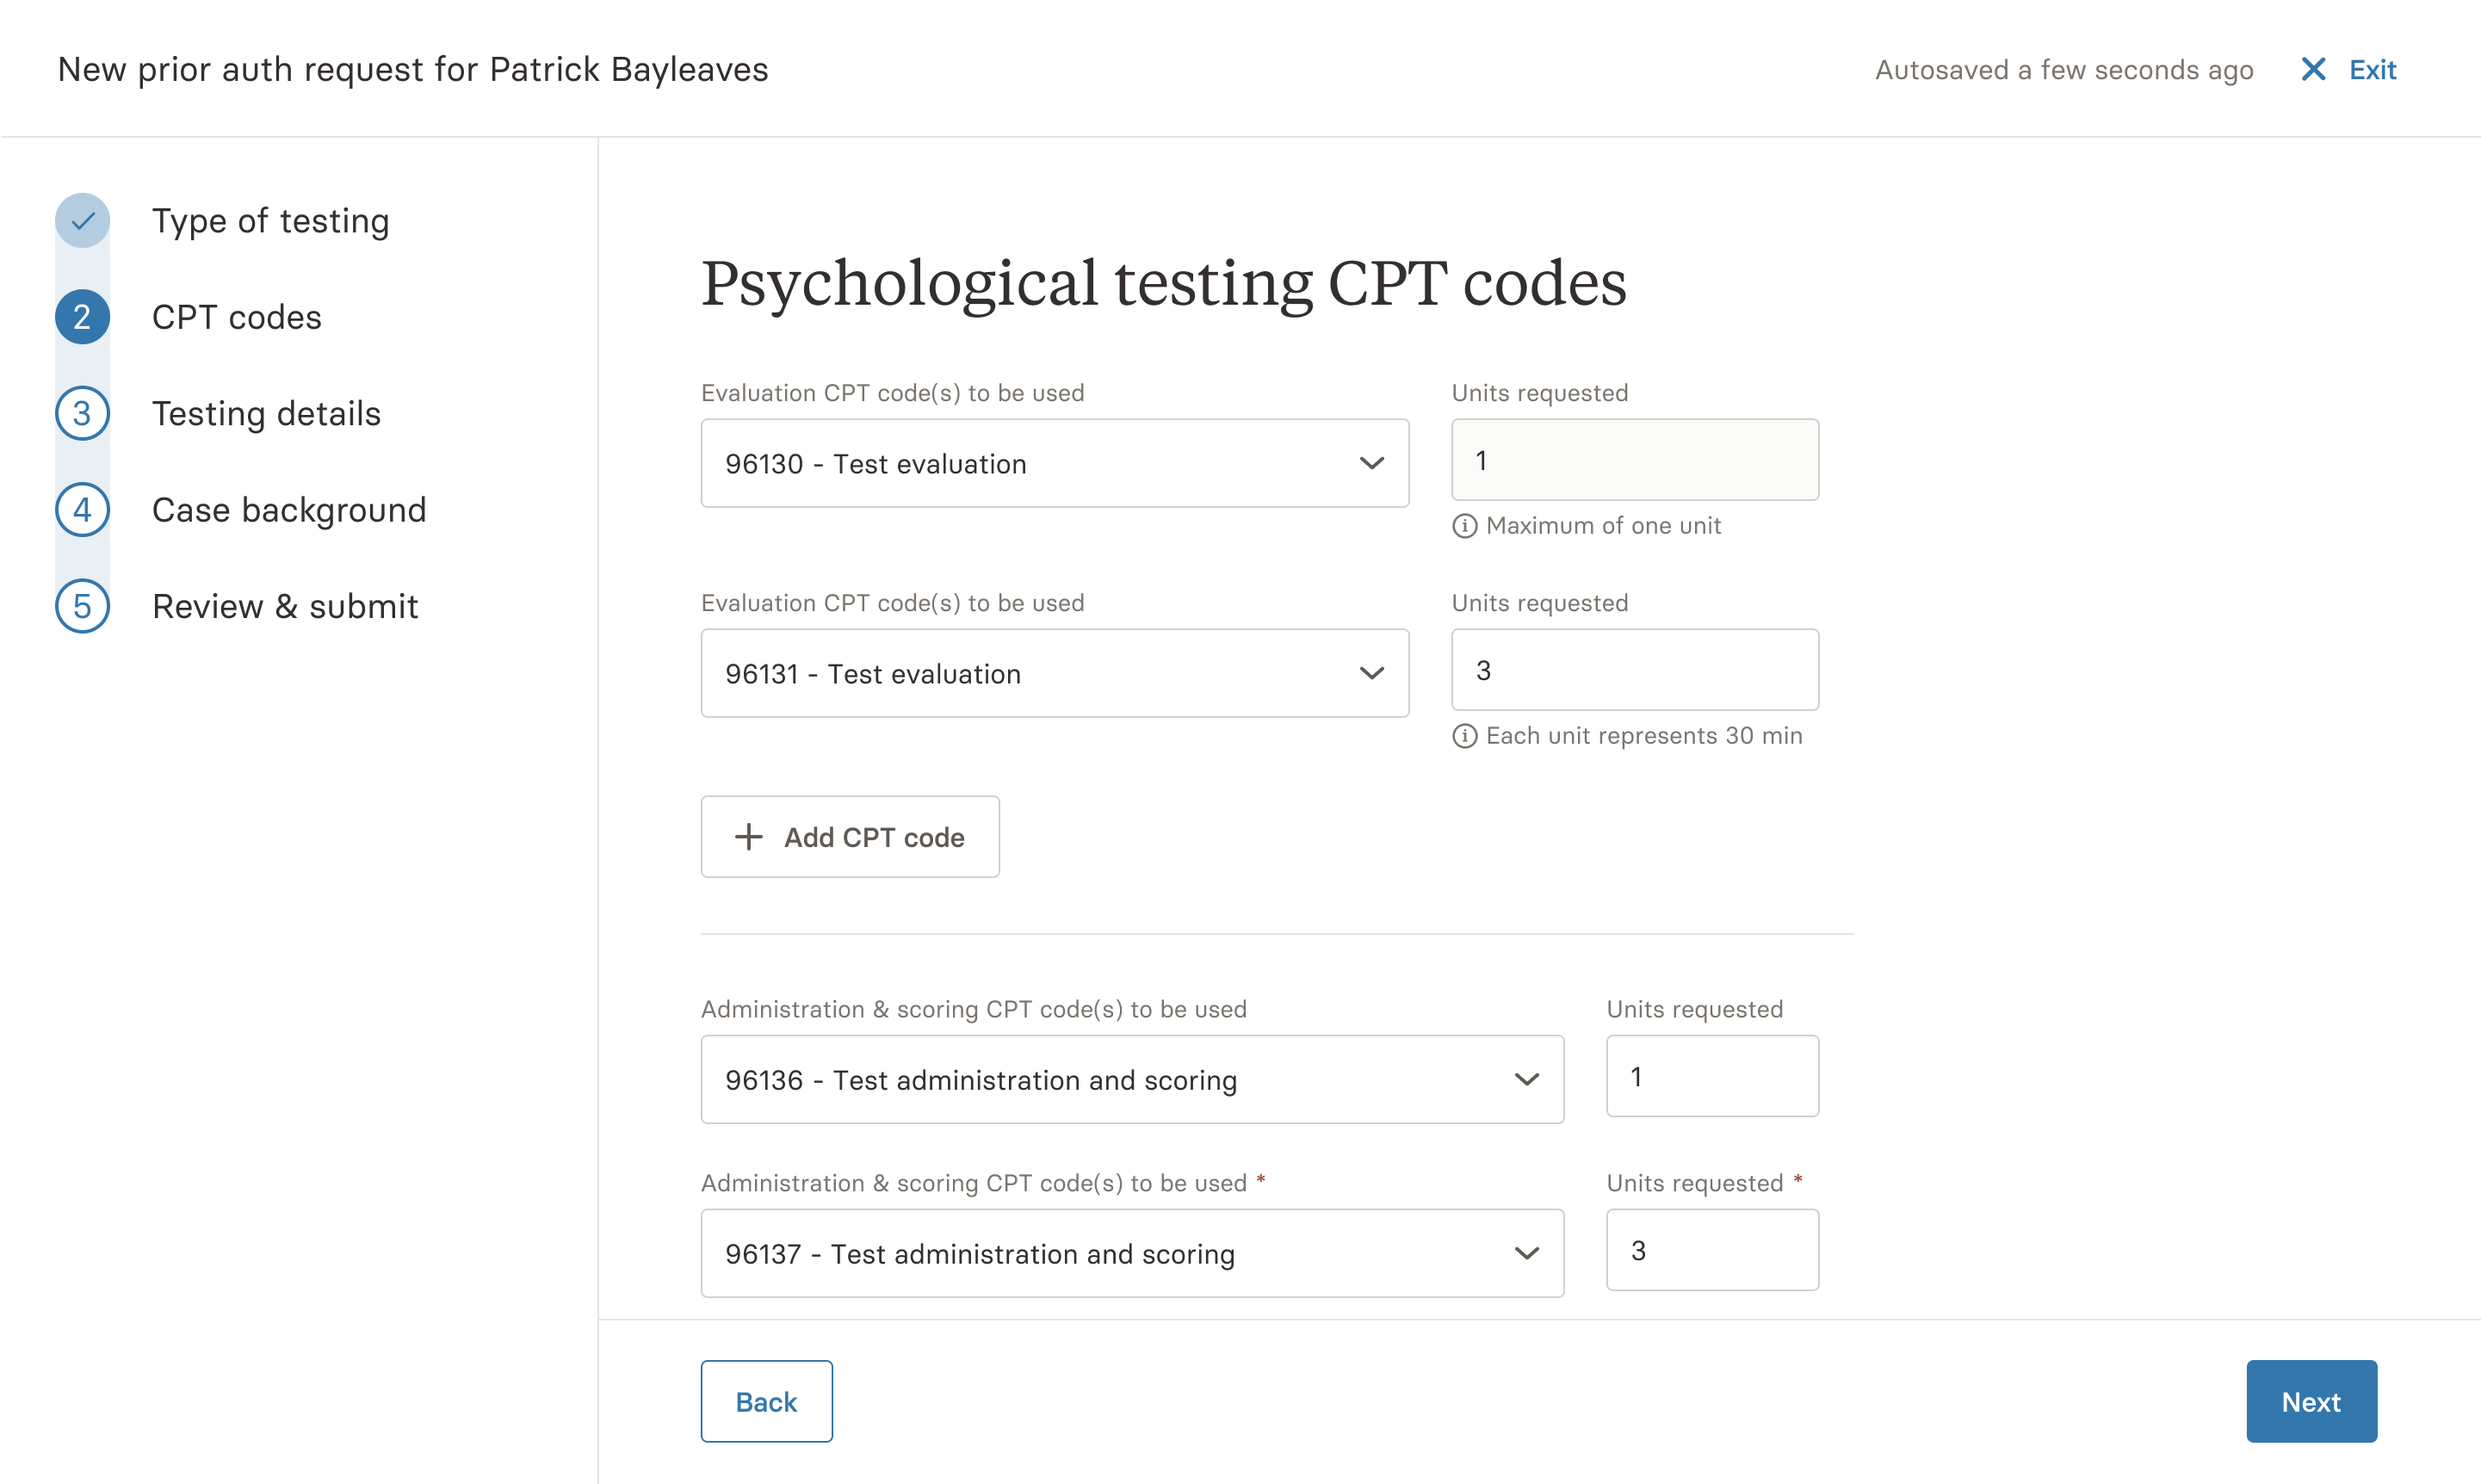 New prior auth request for Patrick Bayleaves
Autosaved a few seconds ago
Exit
Type of testing
2 CPT codes
3 Testing details
4 Case background
5 Review & submit
Psychological testing CPT codes
Evaluation CPT code(s) to be used
Units requested
96130 - Test evaluation
1
Maximum of one unit
Evaluation CPT code(s) to be used
Units requested
96131 - Test evaluation
3
Each unit represents 30 min
Add CPT code
Administration & scoring CPT code(s) to be used
Units requested
96136 - Test administration and scoring
1
Administration & scoring CPT code(s) to be used *
Units requested *
96137 - Test administration and scoring
3
Back
Next